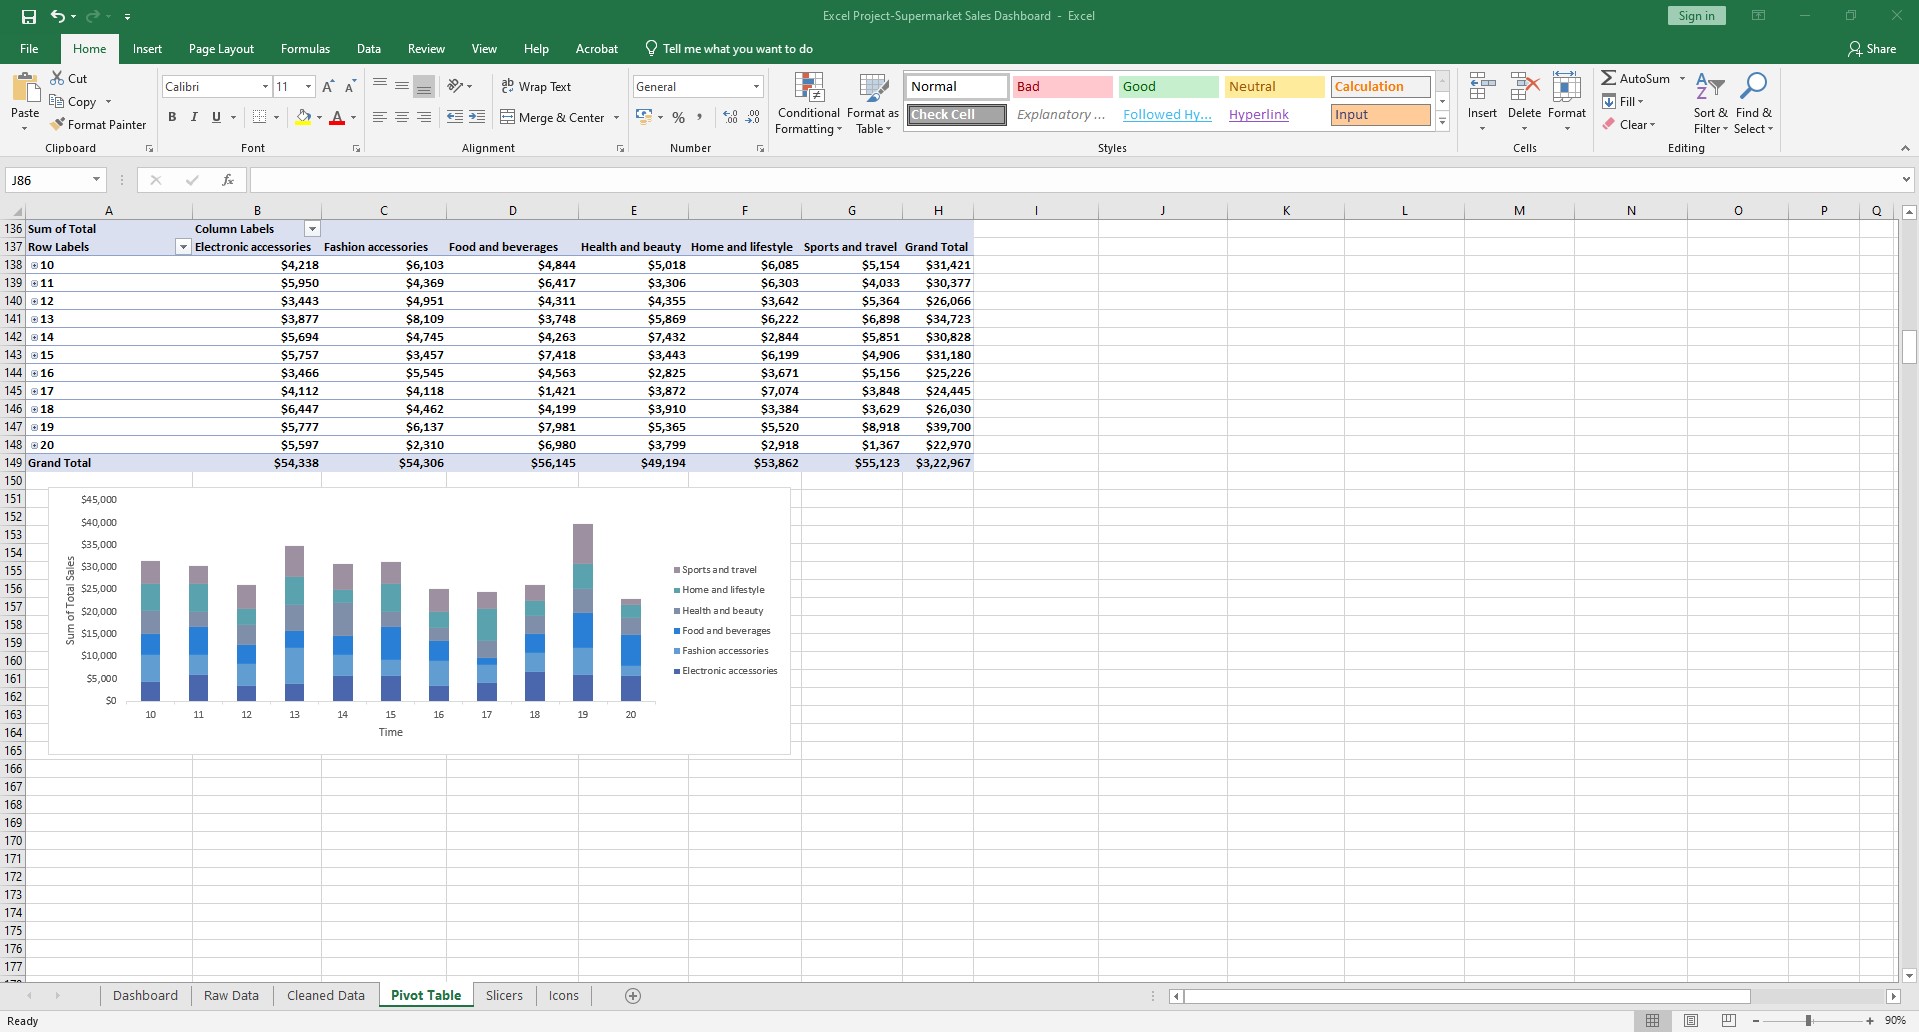 Excel Project-Supermarket Sales Dashboard - Excel
Sign in
File Home Insert Page Layout Formulas Data Review View Help Acrobat Tell me what you want to do Share
Cut
Copy
Format Painter
Paste
Clipboard
Calibri 11
B I U
Font
Wrap Text
Merge & Center
Alignment
General
Number
Conditional Formatting
Format as Table
Normal Bad Good Neutral Calculation
Check Cell Explanatory ... Followed Hy... Hyperlink Input
Styles
Insert Delete Format
Cells
AutoSum
Fill
Clear
Sort & Filter
Find & Select
Editing
J86 fx
A B C D E F G H I J K L M N O P Q
136 Sum of Total Column Labels
137 Row Labels Electronic accessories Fashion accessories Food and beverages Health and beauty Home and lifestyle Sports and travel Grand Total
138 10 $4,218 $6,103 $4,844 $5,018 $6,085 $5,154 $31,421
139 11 $5,950 $4,369 $6,417 $3,306 $6,303 $4,033 $30,377
140 12 $3,443 $4,951 $4,311 $4,355 $3,642 $5,364 $26,066
141 13 $3,877 $8,109 $3,748 $5,869 $6,222 $6,898 $34,723
142 14 $5,694 $4,745 $4,263 $7,432 $2,844 $5,851 $30,828
143 15 $5,757 $3,457 $7,418 $3,443 $6,199 $4,906 $31,180
144 16 $3,466 $5,545 $4,563 $2,825 $3,671 $5,156 $25,226
145 17 $4,112 $4,118 $1,421 $3,872 $7,074 $3,848 $24,445
146 18 $6,447 $4,462 $4,199 $3,910 $3,384 $3,629 $26,030
147 19 $5,777 $6,137 $7,981 $5,365 $5,520 $8,918 $39,700
148 20 $5,597 $2,310 $6,980 $3,799 $2,918 $1,367 $22,970
149 Grand Total $54,338 $54,306 $56,145 $49,194 $53,862 $55,123 $3,22,967
150
151
152
153
154
155
156
157
158
159
160
161
162
163
164
165
166
167
168
169
170
171
172
173
174
175
176
177
Sum of Total Sales
$45,000
$40,000
$35,000
$30,000
$25,000
$20,000
$15,000
$10,000
$5,000
$0
10 11 12 13 14 15 16 17 18 19 20
Time
Sports and travel
Home and lifestyle
Health and beauty
Food and beverages
Fashion accessories
Electronic accessories
Dashboard Raw Data Cleaned Data Pivot Table Slicers Icons
Ready 90%